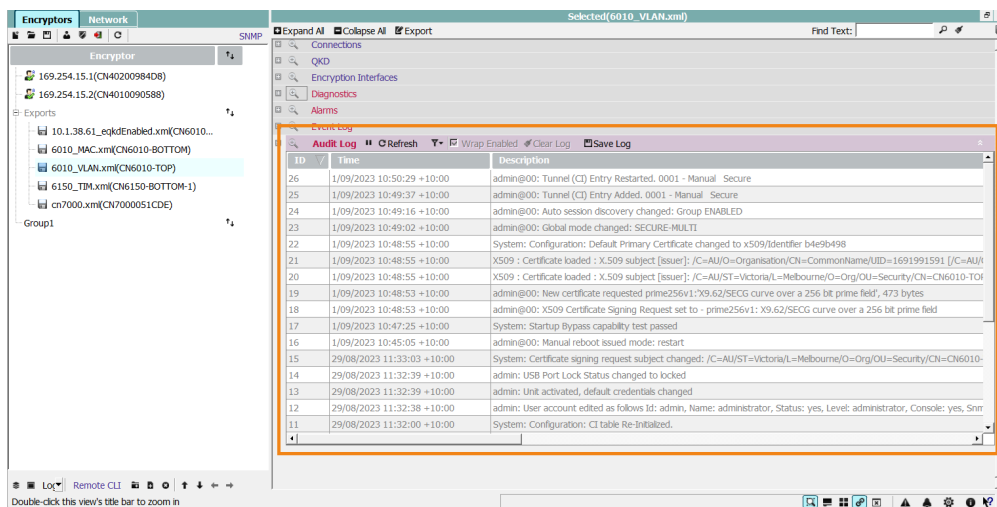 Encryptors Network
Selected(6010_VLAN.xml)
SNMP
Expand All Collapse All Export Find Text:
Encryptor
169.254.15.1(CN40200984D8)
169.254.15.2(CN4010090588)
Exports
10.1.38.61_eqkdEnabled.xml(CN6010...
6010_MAC.xml(CN6010-BOTTOM)
6010_VLAN.xml(CN6010-TOP)
6150_TIM.xml(CN6150-BOTTOM-1)
cn7000.xml(CN7000051CDE)
Group1
Connections
QKD
Encryption Interfaces
Diagnostics
Alarms
Event Log
Audit Log Refresh Wrap Enabled Clear Log Save Log
ID Time Description
26 1/09/2023 10:50:29 +10:00 admin@00: Tunnel (CI) Entry Restarted. 0001 - Manual Secure
25 1/09/2023 10:49:37 +10:00 admin@00: Tunnel (CI) Entry Added. 0001 - Manual Secure
24 1/09/2023 10:49:16 +10:00 admin@00: Auto session discovery changed: Group ENABLED
23 1/09/2023 10:49:02 +10:00 admin@00: Global mode changed: SECURE-MULTI
22 1/09/2023 10:48:55 +10:00 System: Configuration: Default Primary Certificate changed to x509/Identifier b4e9b498
21 1/09/2023 10:48:55 +10:00 X509 : Certificate loaded : X.509 subject [issuer]: /C=AU/O=Organisation/CN=CommonName/UID=1691991591 [/C=AU/
20 1/09/2023 10:48:55 +10:00 X509 : Certificate loaded : X.509 subject [issuer]: /C=AU/ST=Victoria/L=Melbourne/O=Org/OU=Security/CN=CN6010-TO
19 1/09/2023 10:48:53 +10:00 admin@00: New certificate requested prime256v1:'X9.62/SECG curve over a 256 bit prime field', 473 bytes
18 1/09/2023 10:48:53 +10:00 admin@00: X509 Certificate Signing Request set to - prime256v1: X9.62/SECG curve over a 256 bit prime field
17 1/09/2023 10:47:25 +10:00 System: Startup Bypass capability test passed
16 1/09/2023 10:45:05 +10:00 admin@00: Manual reboot issued mode: restart
15 29/08/2023 11:33:03 +10:00 System: Certificate signing request subject changed: /C=AU/ST=Victoria/L=Melbourne/O=Org/OU=Security/CN=CN6010-
14 29/08/2023 11:32:39 +10:00 admin: USB Port Lock Status changed to locked
13 29/08/2023 11:32:39 +10:00 admin: Unit activated, default credentials changed
12 29/08/2023 11:32:38 +10:00 admin: User account edited as follows Id: admin, Name: administrator, Status: yes, Level: administrator, Console: yes, Snm
11 29/08/2023 11:32:00 +10:00 System: Configuration: CI table Re-Initialized.
Remote CLI
Double-click this view's title bar to zoom in